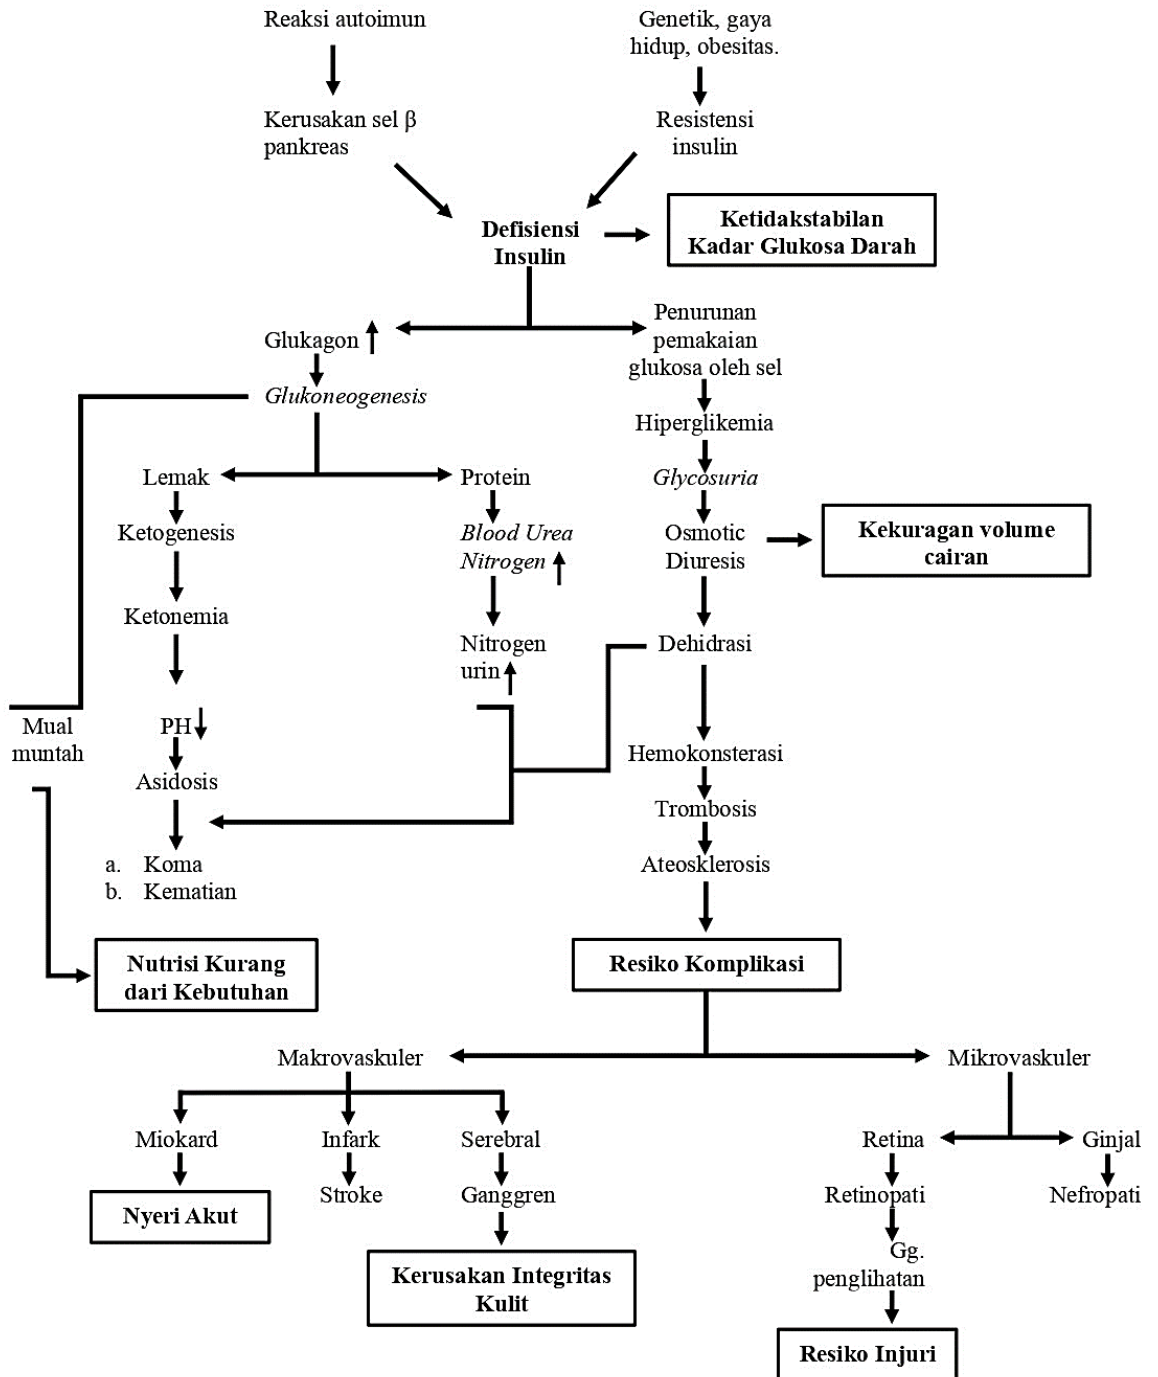 Reaksi autoimun
Genetik, gaya
hidup, obesitas.
Kerusakan sel β
pankreas
Resistensi
insulin
Defisiensi
Insulin
Ketidakstabilan
Kadar Glukosa Darah
Glukagon
Penurunan
pemakaian
glukosa oleh sel
Glukoneogenesis
Hiperglikemia
Lemak
Protein
Glycosuria
Ketogenesis
Blood Urea
Nitrogen
Osmotic
Diuresis
Kekuragan volume
cairan
Ketonemia
Nitrogen
urin
Dehidrasi
Mual
muntah
PH
Hemokonsterasi
Asidosis
Trombosis
a. Koma
b. Kematian
Ateosklerosis
Nutrisi Kurang
dari Kebutuhan
Resiko Komplikasi
Makrovaskuler
Mikrovaskuler
Miokard
Infark
Serebral
Retina
Ginjal
Stroke
Ganggren
Retinopati
Nefropati
Nyeri Akut
Kerusakan Integritas
Kulit
Gg.
penglihatan
Resiko Injuri